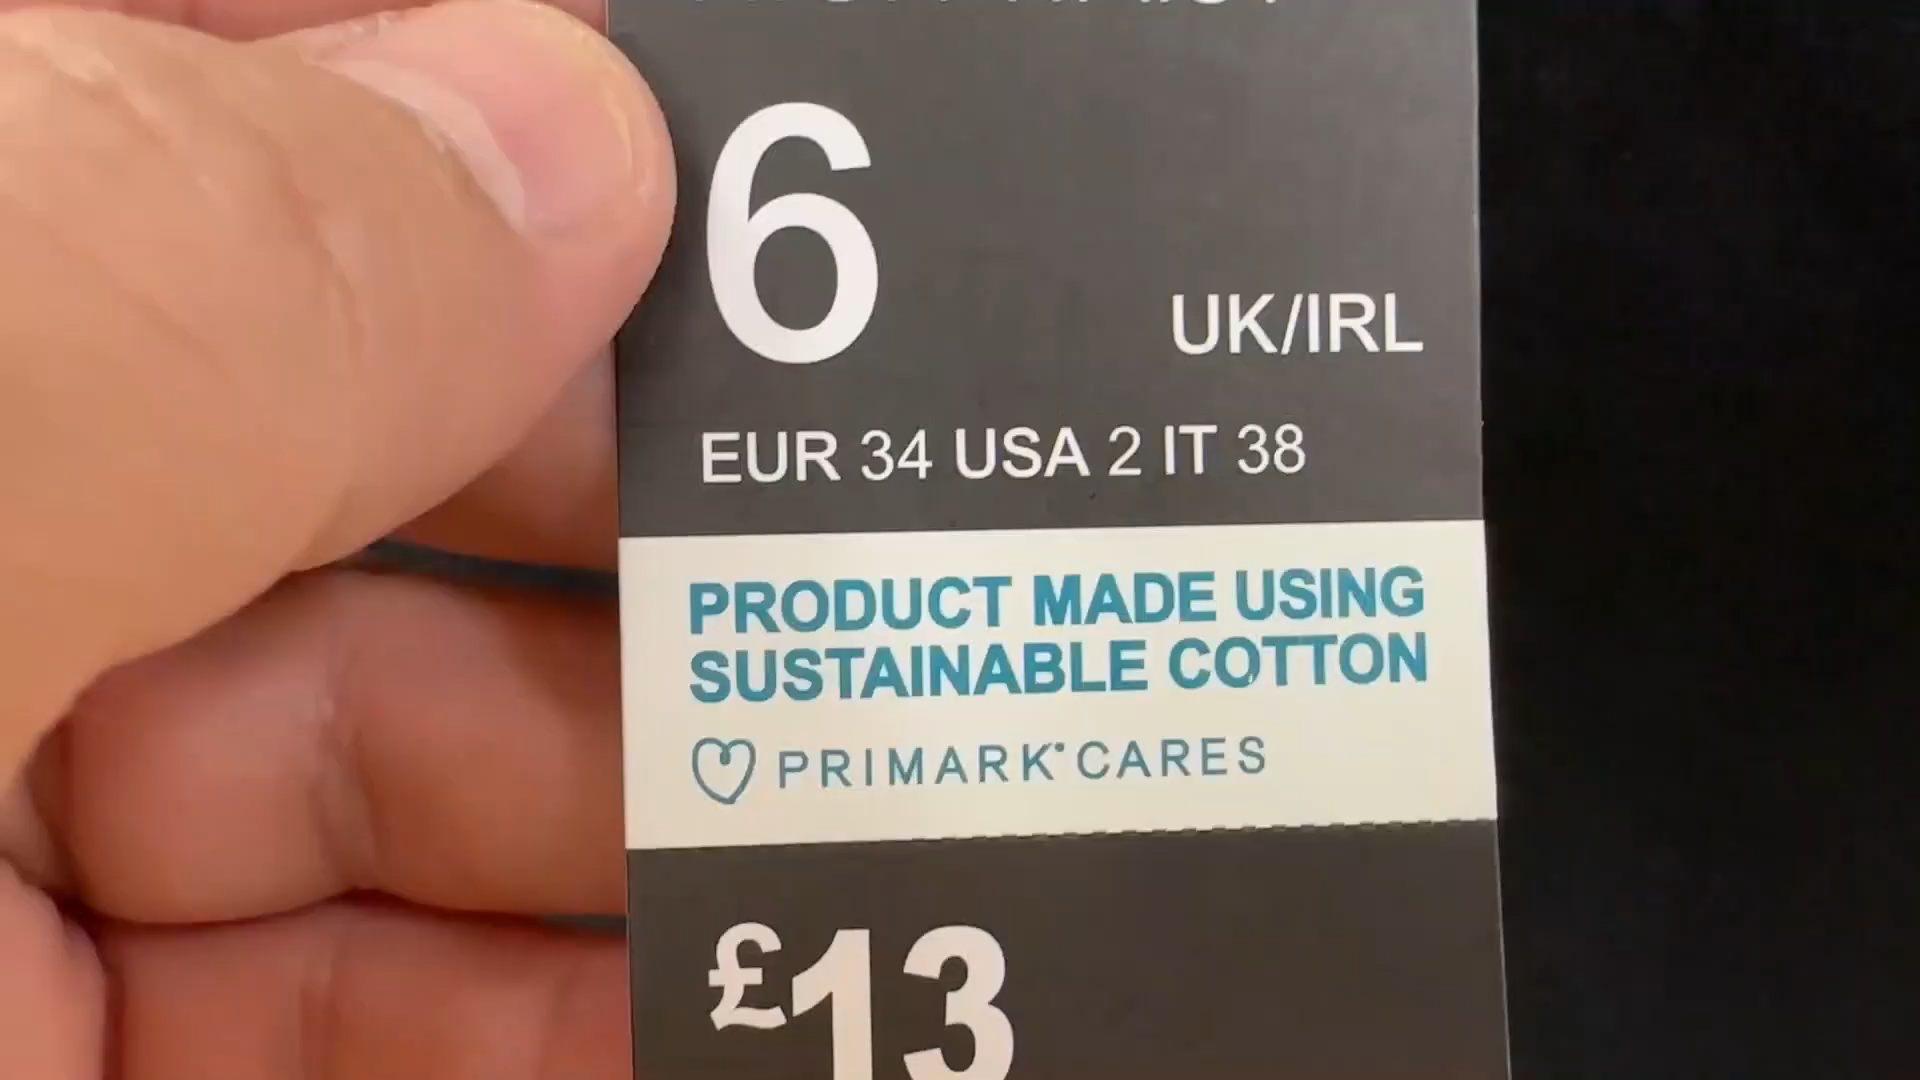 6
UK/IRL
EUR 34 USA 2 IT 38
PRODUCT MADE USING
SUSTAINABLE COTTON
PRIMARK CARES
£13